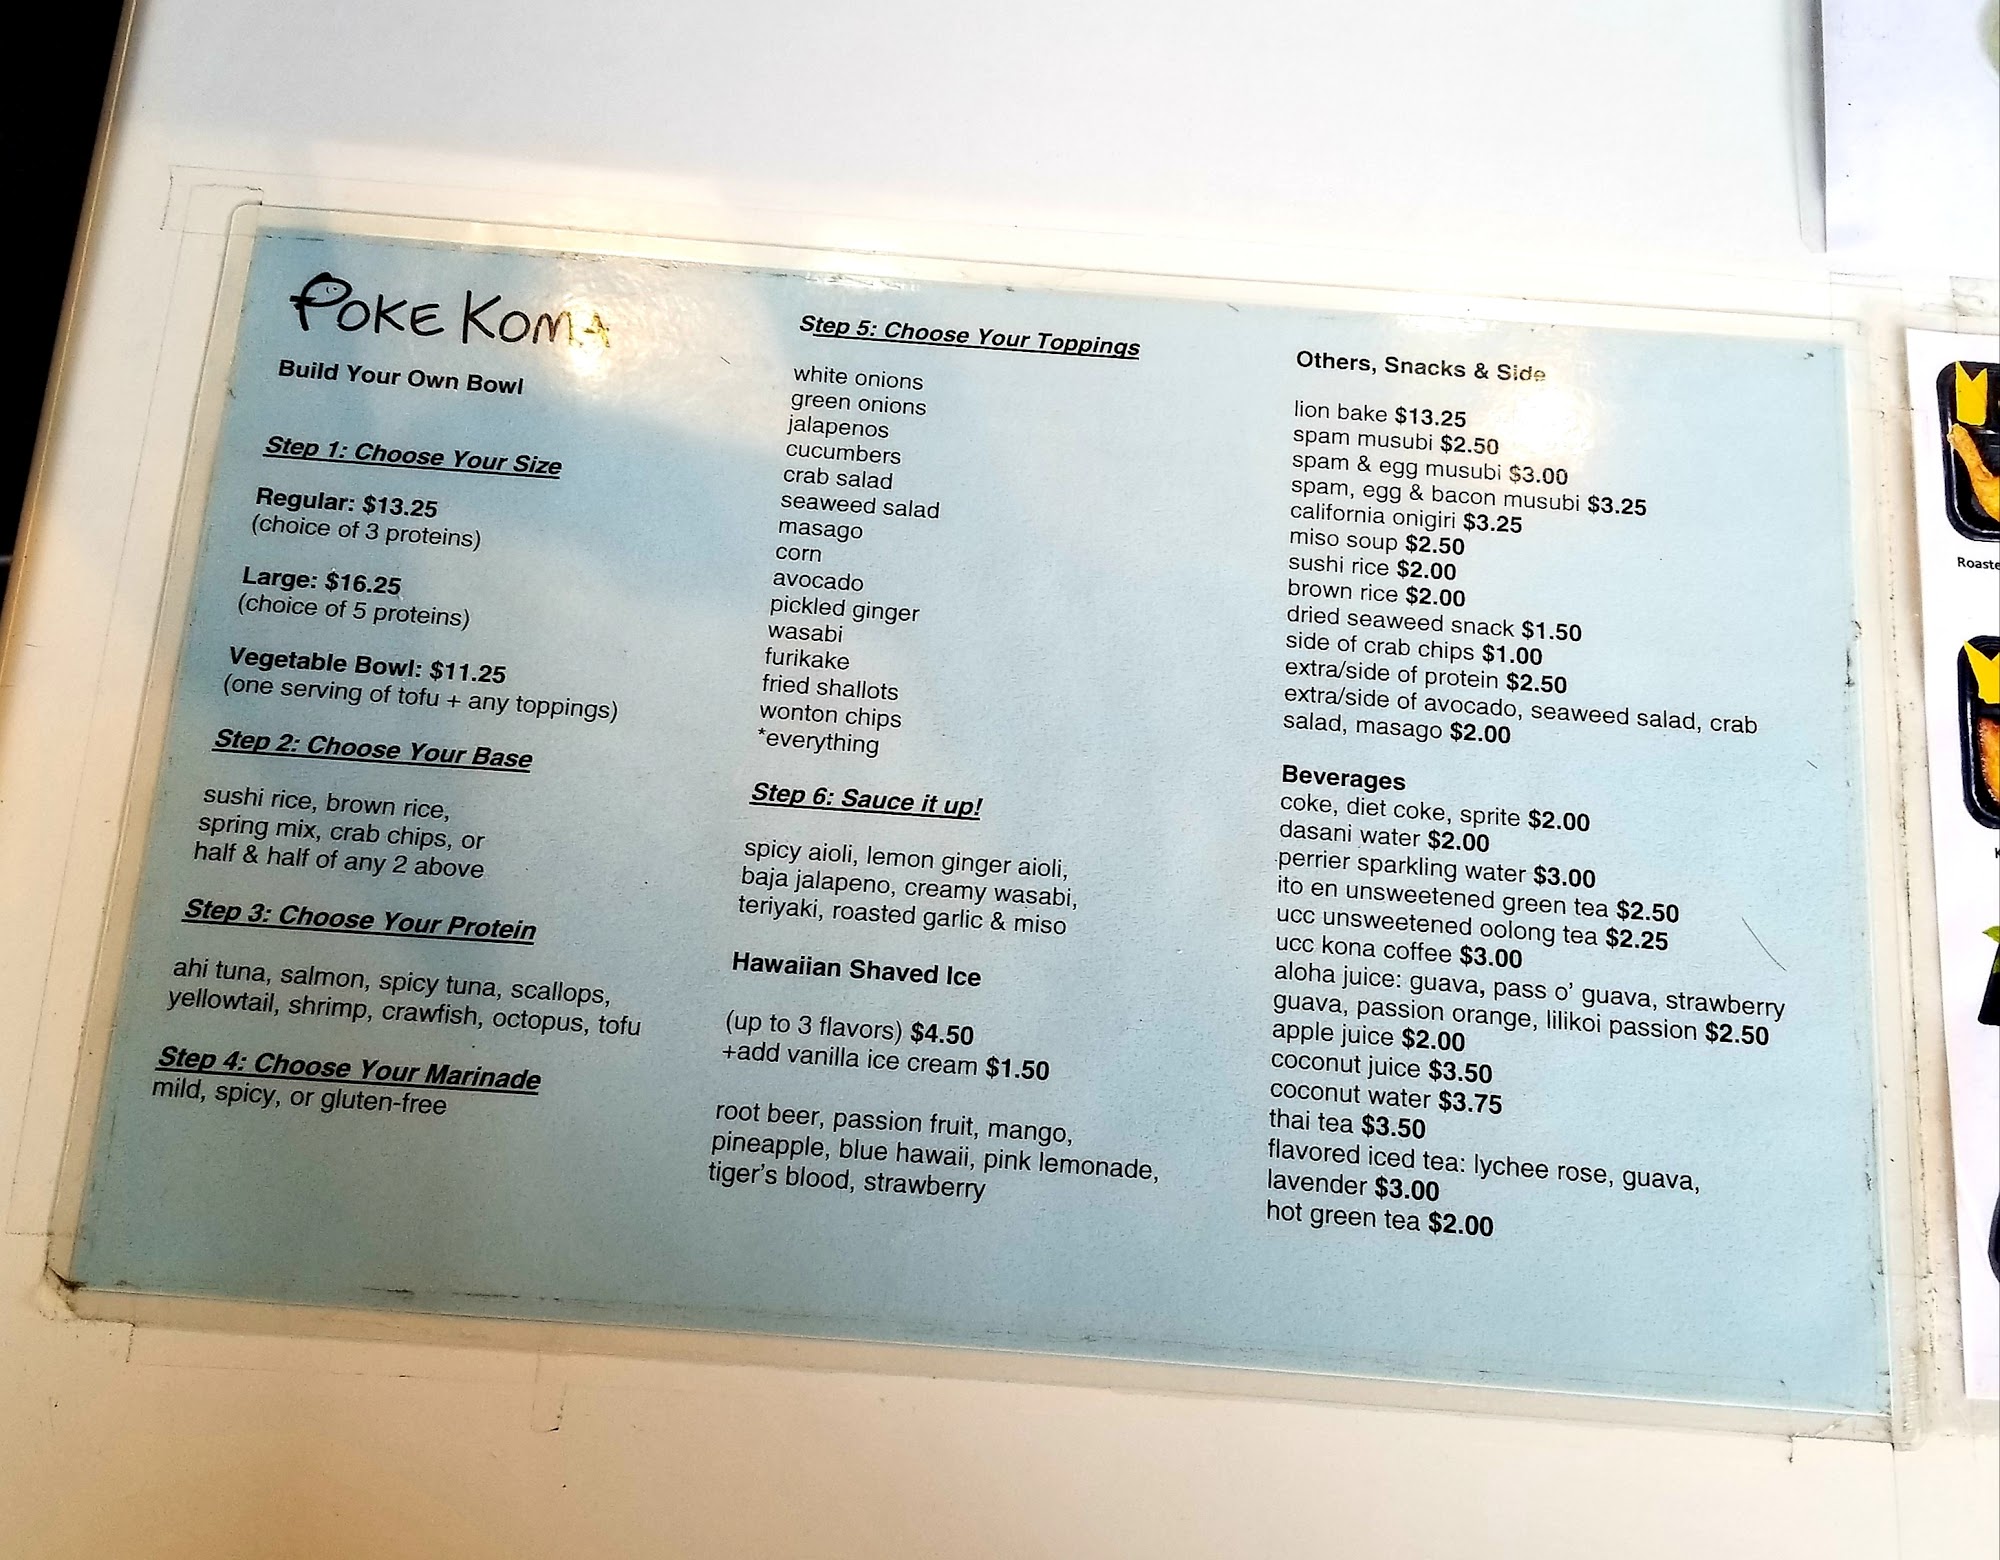 POKE KOMA
Build Your Own Bowl
Step 1: Choose Your Size
Regular: $13.25
(choice of 3 proteins)
Large: $16.25
(choice of 5 proteins)
Vegetable Bowl: $11.25
(one serving of tofu + any toppings)
Step 2: Choose Your Base
sushi rice, brown rice,
spring mix, crab chips, or
half & half of any 2 above
Step 3: Choose Your Protein
ahi tuna, salmon, spicy tuna, scallops,
yellowtail, shrimp, crawfish, octopus, tofu
Step 4: Choose Your Marinade
mild, spicy, or gluten-free
Step 5: Choose Your Toppings
white onions
green onions
jalapenos
cucumbers
crab salad
seaweed salad
masago
corn
avocado
pickled ginger
wasabi
furikake
fried shallots
wonton chips
*everything
Step 6: Sauce it up!
spicy aioli, lemon ginger aioli,
baja jalapeno, creamy wasabi,
teriyaki, roasted garlic & miso
Hawaiian Shaved Ice
(up to 3 flavors) $4.50
+add vanilla ice cream $1.50
root beer, passion fruit, mango,
pineapple, blue hawaii, pink lemonade,
tiger's blood, strawberry
Others, Snacks & Side
lion bake $13.25
spam musubi $2.50
spam & egg musubi $3.00
spam, egg & bacon musubi $3.25
california onigiri $3.25
miso soup $2.50
sushi rice $2.00
brown rice $2.00
dried seaweed snack $1.50
side of crab chips $1.00
extra/side of protein $2.50
extra/side of avocado, seaweed salad, crab
salad, masago $2.00
Beverages
coke, diet coke, sprite $2.00
dasani water $2.00
perrier sparkling water $3.00
ito en unsweetened green tea $2.50
ucc unsweetened oolong tea $2.25
ucc kona coffee $3.00
aloha juice: guava, pass o' guava, strawberry
guava, passion orange, lilikoi passion $2.50
apple juice $2.00
coconut juice $3.50
coconut water $3.75
thai tea $3.50
flavored iced tea: lychee rose, guava,
lavender $3.00
hot green tea $2.00
Roaste